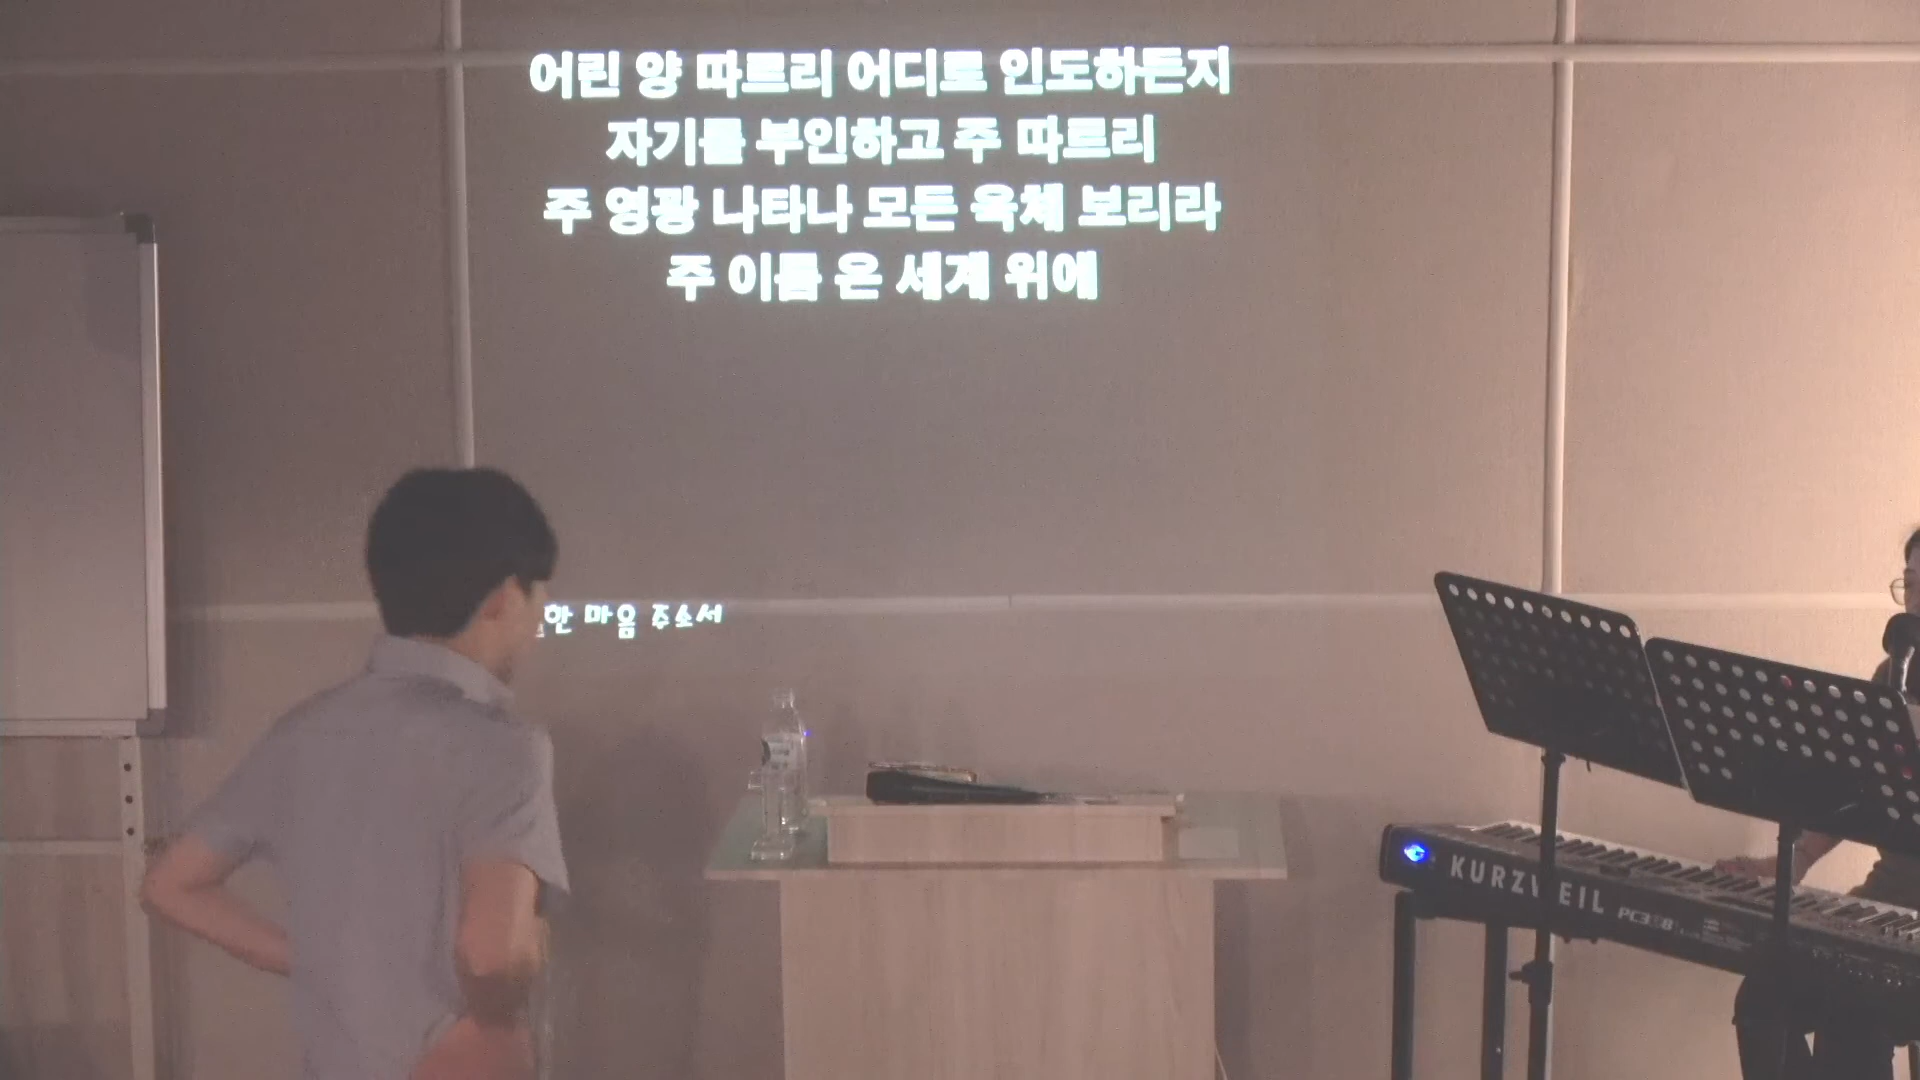 어린 양 따르리 어디로 인도하든지
자기를 부인하고 주 따르리
주 영광 나타나 모든 육체 보리라
주 이름 온 세계 위에
한 마음 주소서
KURZWEIL